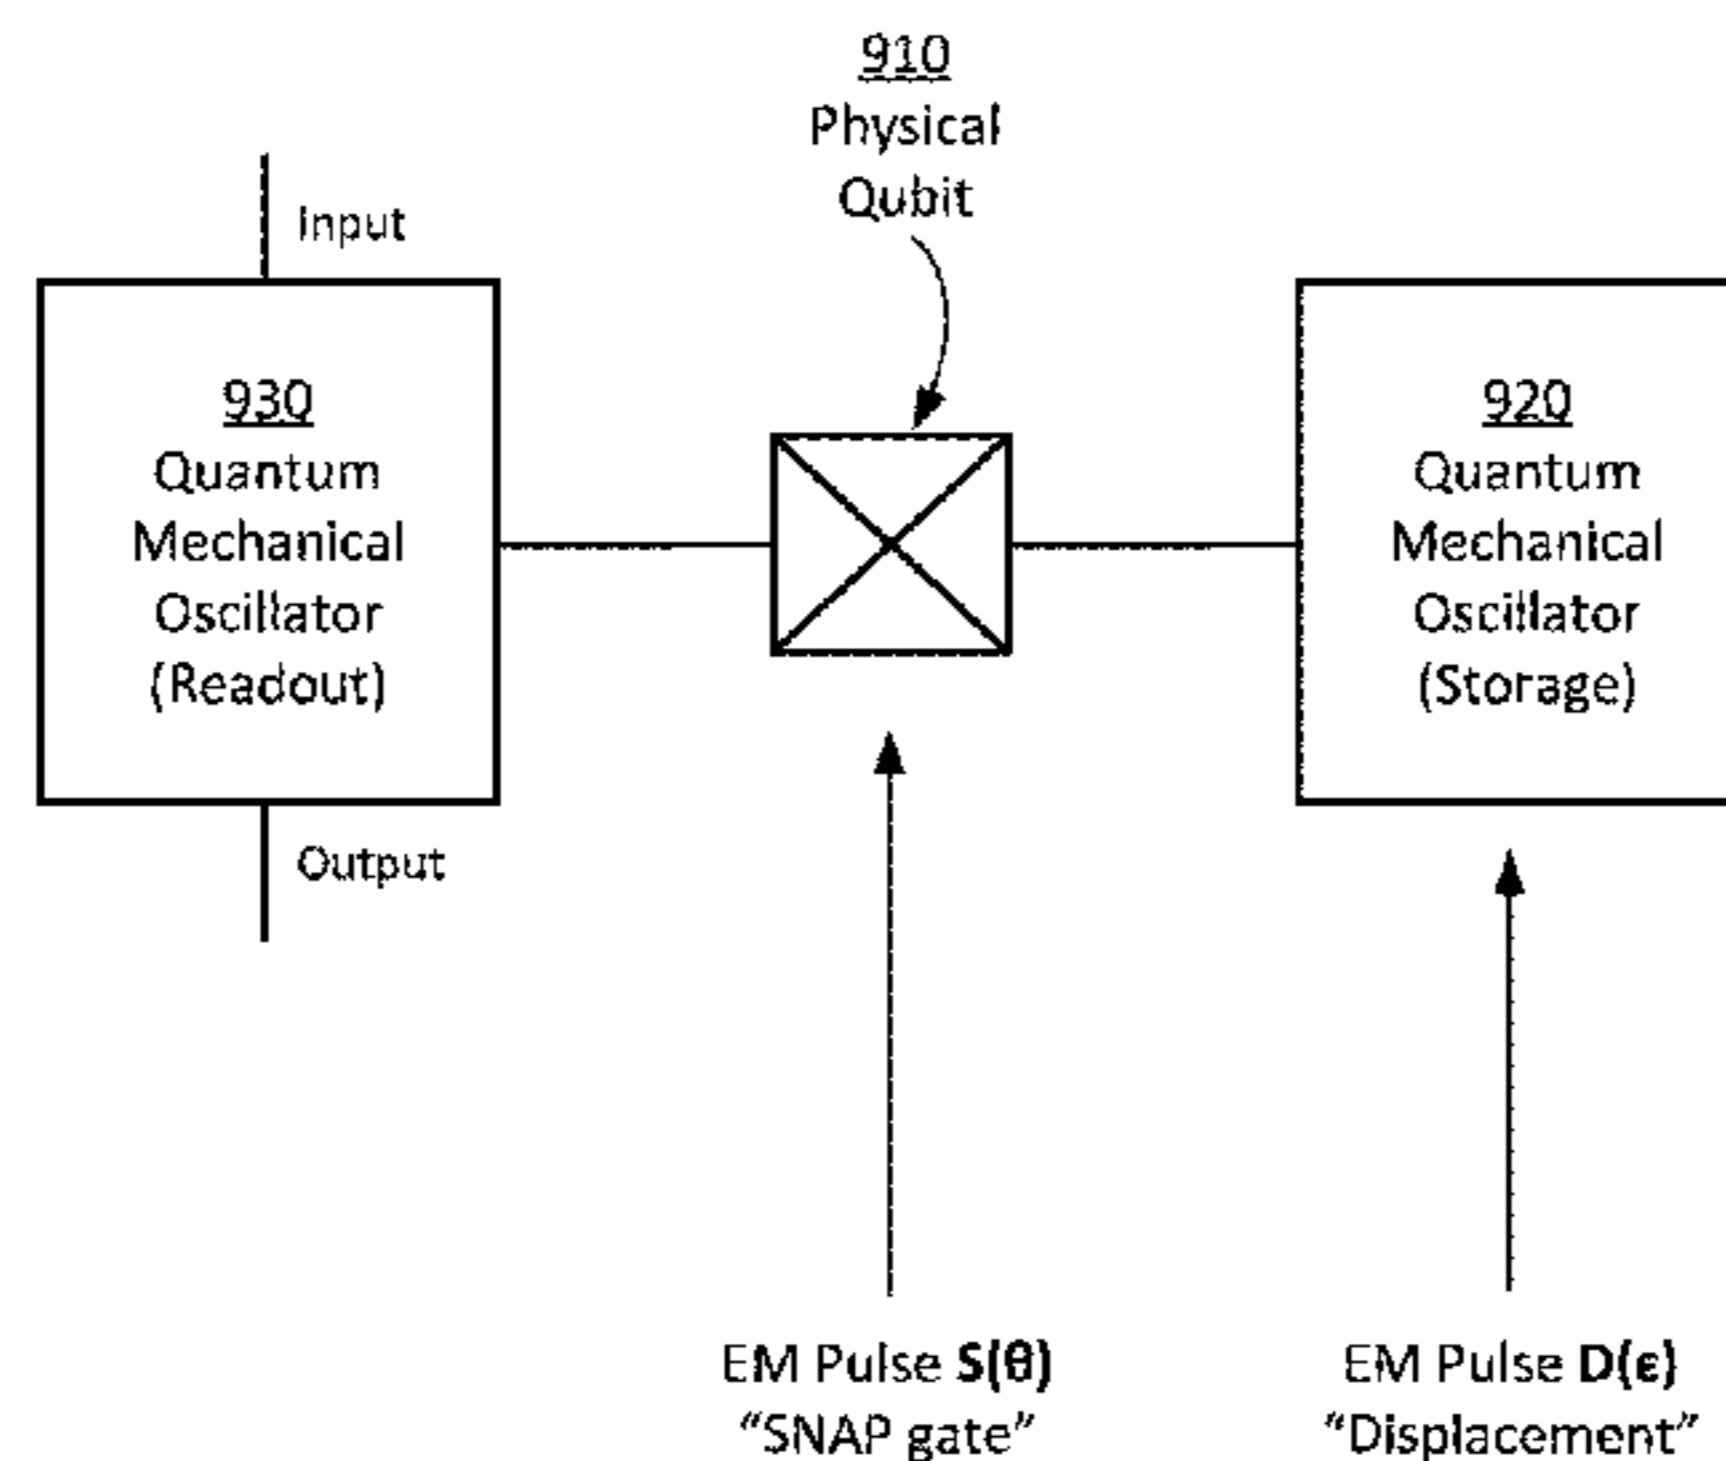 910
Physical
Qubit
Input
930
Quantum
Mechanical
Oscillator
(Readout)
Output
920
Quantum
Mechanical
Oscillator
(Storage)
EM Pulse S(θ)
“SNAP gate”
EM Pulse D(ε)
“Displacement”